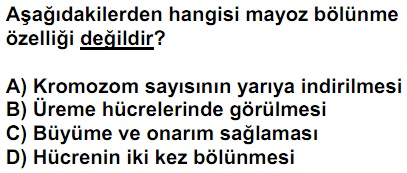 Aşağıdakilerden hangisi mayoz bölünme
özelliği değildir?
A) Kromozom sayısının yarıya indirilmesi
B) Üreme hücrelerinde görülmesi
C) Büyüme ve onarım sağlaması
D) Hücrenin iki kez bölünmesi